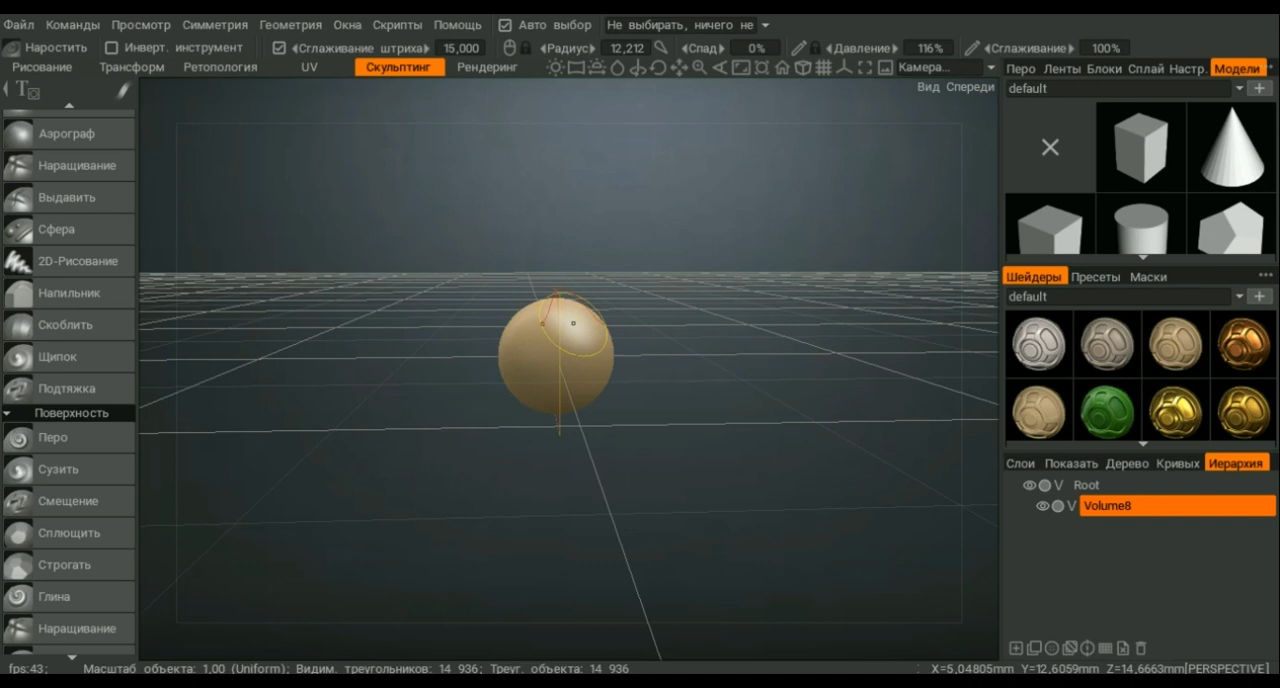 Файл Команды Просмотр Симметрия Геометрия Окна Скрипты Помощь Авто выбор Не выбирать, ничего не
Нарастить Инверт. инструмент Сглаживание штриха 15,000 Радиус 12,212 Спад 0% Давление 116% Сглаживание 100%
Рисование Трансформ Ретопология UV Скульптинг Рендеринг Камера...
Вид Спереди
Аэрограф
Наращивание
Выдавить
Сфера
2D-Рисование
Напильник
Скоблить
Щипок
Подтяжка
Поверхность
Перо
Сузить
Смещение
Сплющить
Строгать
Глина
Наращивание
Перо Ленты Блоки Сплай Настр. Модели
default
Шейдеры Пресеты Маски
default
Слои Показать Дерево Кривых Иерархия
V Root
V Volume8
fps:43; Масштаб объекта: 1,00 (Uniform); Видим. треугольников: 14 936; Треуг. объекта: 14 936 X=5,04805mm Y=12,6059mm Z=14,6663mm[PERSPECTIVE]